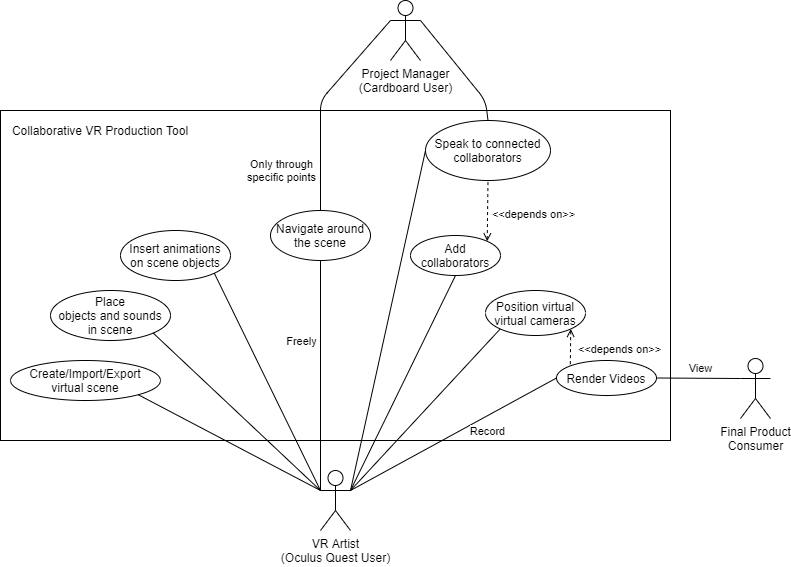 Project Manager
(Cardboard User)
Collaborative VR Production Tool
Speak to connected
collaborators
Only through
specific points
<<depends on>>
Navigate around
the scene
Insert animations
on scene objects
Add
collaborators
Place
objects and sounds
in scene
Position virtual
virtual cameras
Freely
<<depends on>>
Create/Import/Export
virtual scene
Render Videos
View
Record
Final Product
Consumer
VR Artist
(Oculus Quest User)